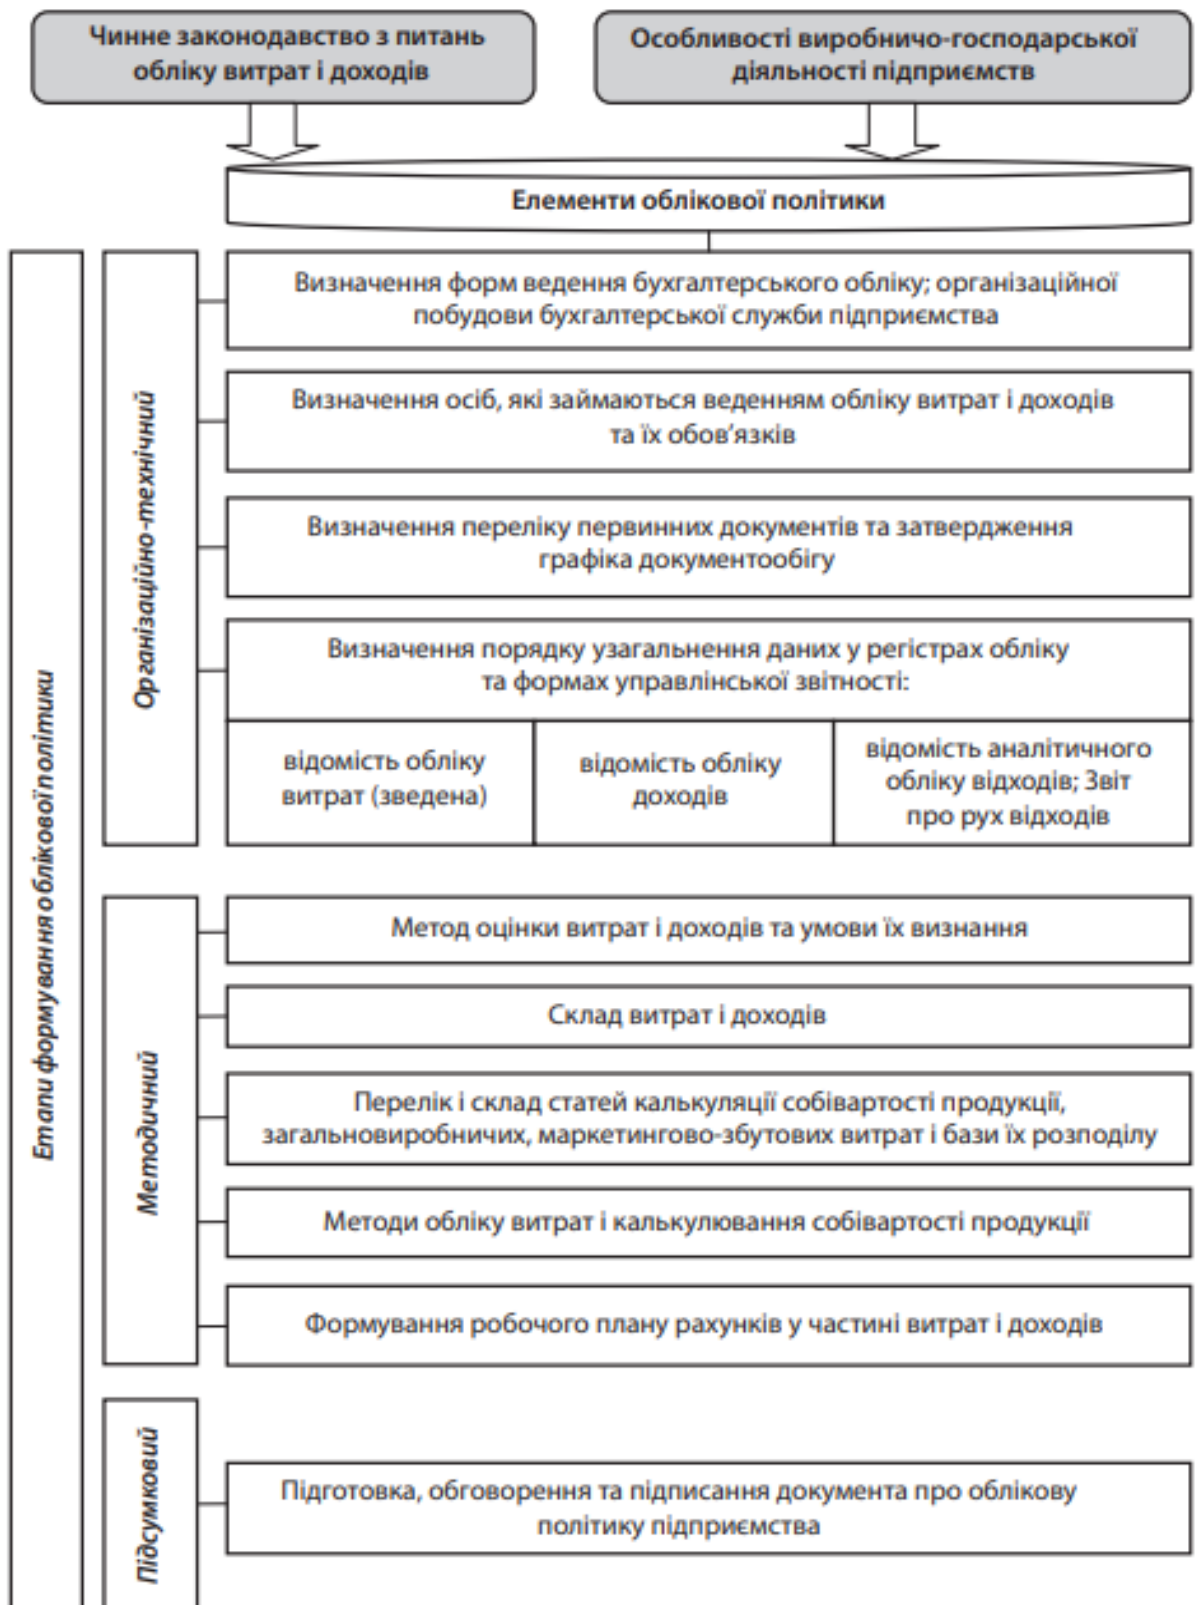 Чинне законодавство з питань
обліку витрат і доходів
Особливості виробничо-господарської
діяльності підприємств
Елементи облікової політики
Етапи формування облікової політики
Організаційно-технічний
Визначення форм ведення бухгалтерського обліку; організаційної
побудови бухгалтерської служби підприємства
Визначення осіб, які займаються веденням обліку витрат і доходів
та їх обов’язків
Визначення переліку первинних документів та затвердження
графіка документообігу
Визначення порядку узагальнення даних у регістрах обліку
та формах управлінської звітності:
відомість обліку
витрат (зведена)
відомість обліку
доходів
відомість аналітичного
обліку відходів; Звіт
про рух відходів
Методичний
Метод оцінки витрат і доходів та умови їх визнання
Склад витрат і доходів
Перелік і склад статей калькуляції собівартості продукції,
загальновиробничих, маркетингово-збутових витрат і бази їх розподілу
Методи обліку витрат і калькулювання собівартості продукції
Формування робочого плану рахунків у частині витрат і доходів
Підсумковий
Підготовка, обговорення та підписання документа про облікову
політику підприємства